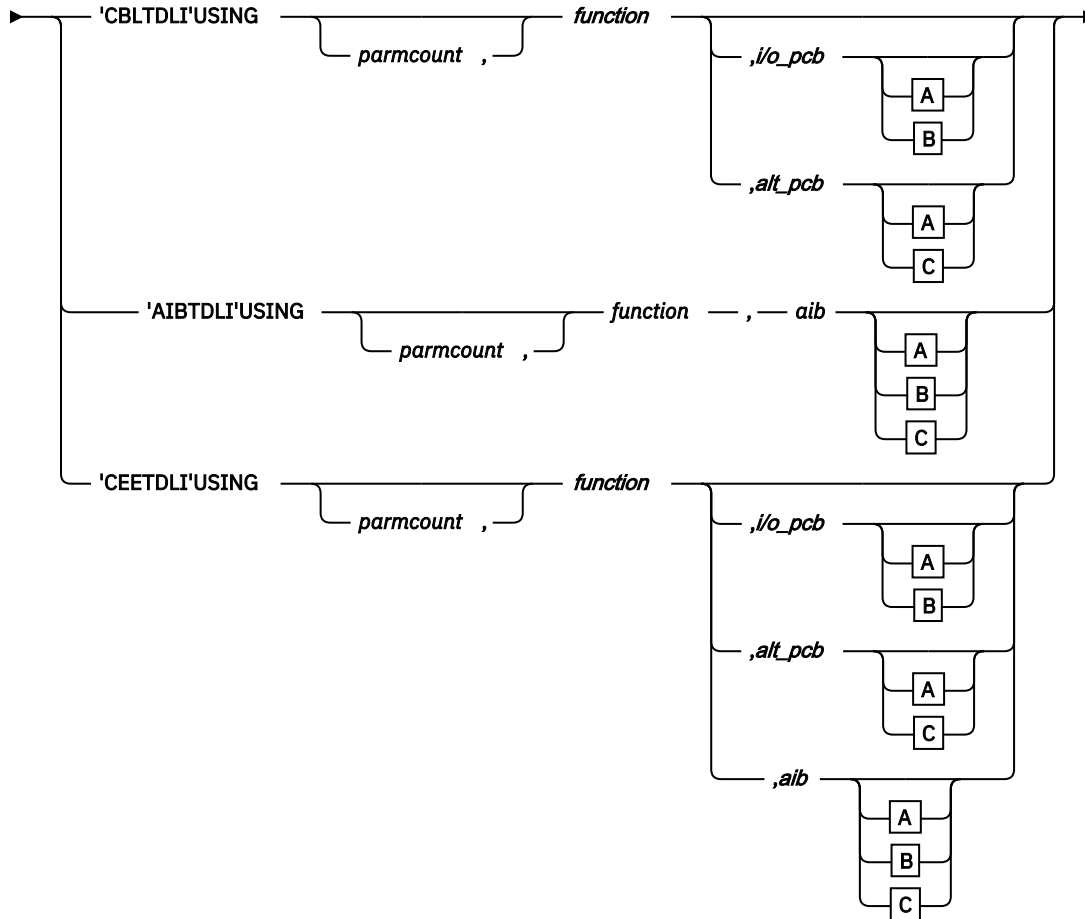 'CBLTDLI'USING function
parmcount , ,i/o_pcb
A
B
,alt_pcb
A
C
'AIBTDLI'USING function , aib
parmcount , A
B
C
'CEETDLI'USING function
parmcount , ,i/o_pcb
A
B
,alt_pcb
A
C
,aib
A
B
C